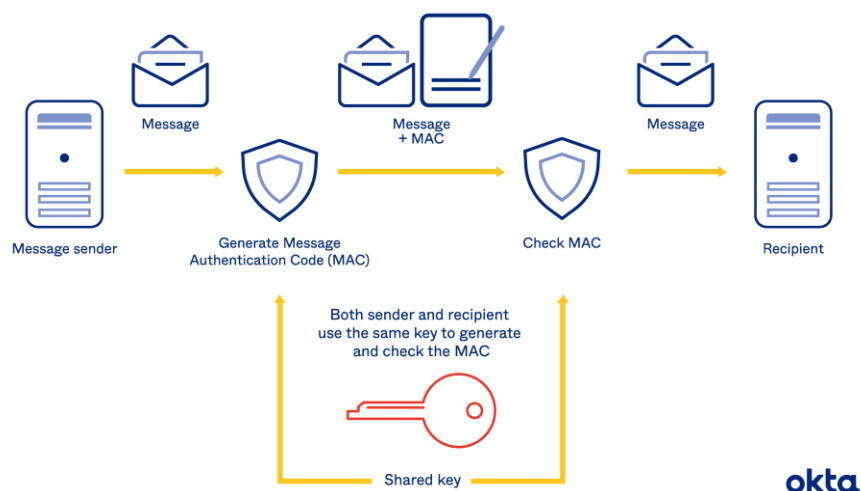 Message
Message
+ MAC
Message
Message sender
Generate Message
Authentication Code (MAC)
Check MAC
Recipient
Both sender and recipient
use the same key to generate
and check the MAC
Shared key
okta